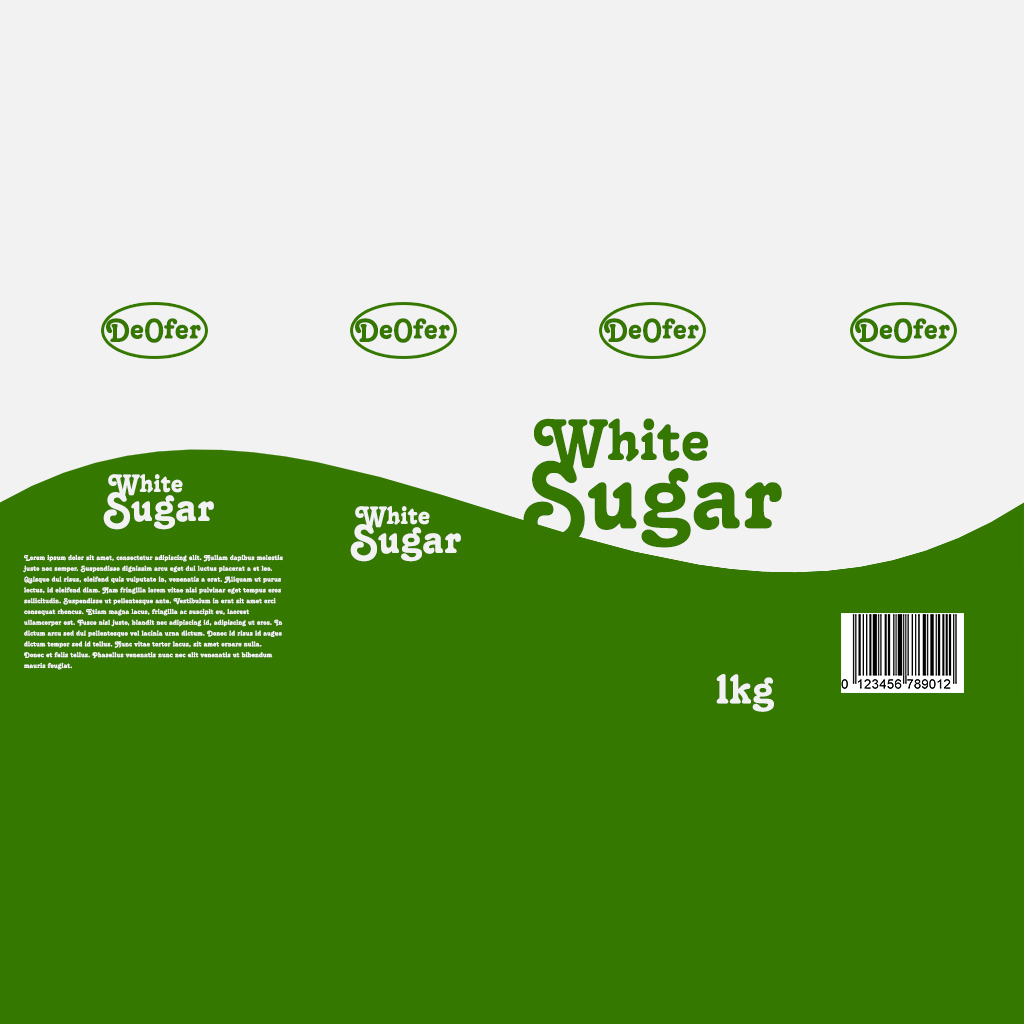 DeOfer DeOfer DeOfer DeOfer
White
Sugar
White
Sugar
White
Sugar
Lorem ipsum dolor sit amet, consectetur adipiscing elit. Nullam dapibus molestie
justo nec semper. Suspendisse dignissim arcu eget dui luctus placerat a et leo.
Quisque dui risus, eleifend quis vulputate in, venenatis a erat. Aliquam ut purus
lectus, id eleifend diam. Nam fringilla lorem vitae nisi pulvinar eget tempus eros
sollicitudin. Suspendisse ut pellentesque ante. Vestibulum in erat sit amet orci
consequat rhoncus. Etiam magna lacus, fringilla ac suscipit eu, laoreet
ullamcorper est. Fusce nisl justo, blandit nec adipiscing id, adipiscing ut eros. In
dictum arcu sed dui pellentesque vel lacinia urna dictum. Donec id risus id augue
dictum tempor sed id tellus. Nunc vitae tortor lacus, sit amet ornare nulla.
Donec et felis tellus. Phasellus venenatis nunc nec elit venenatis ut bibendum
mauris feugiat.
1kg
0 123456 789012